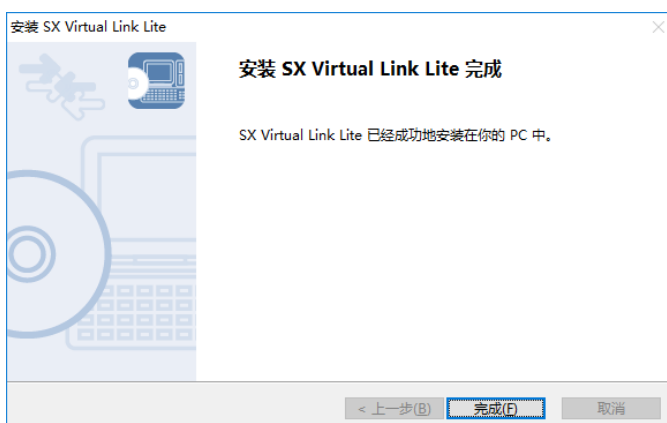 安装 SX Virtual Link Lite
安装 SX Virtual Link Lite 完成
SX Virtual Link Lite 已经成功地安装在你的 PC 中。
< 上一步(B) 完成(F) 取消